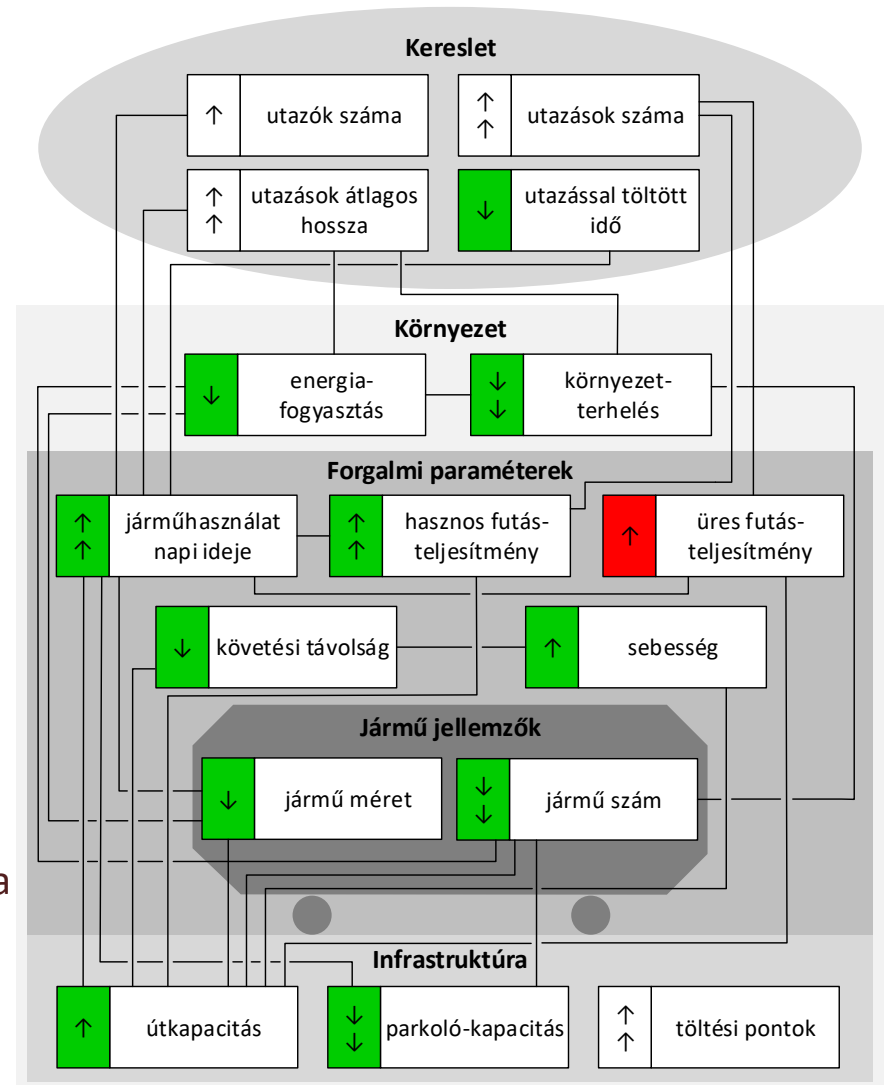 Kereslet
↑ utazók száma
↑↑ utazások száma
↑↑ utazások átlagos
hossza
↓ utazással töltött
idő
Környezet
↓ energia-
fogyasztás
↓↓ környezet-
terhelés
Forgalmi paraméterek
↑↑ járműhasználat
napi ideje
↑↑ hasznos futás-
teljesítmény
↑ üres futás-
teljesítmény
↓ követési távolság
↑ sebesség
Jármű jellemzők
↓ jármű méret
↓↓ jármű szám
a
Infrastruktúra
↑ útkapacitás
↓↓ parkoló-kapacitás
↑↑ töltési pontok